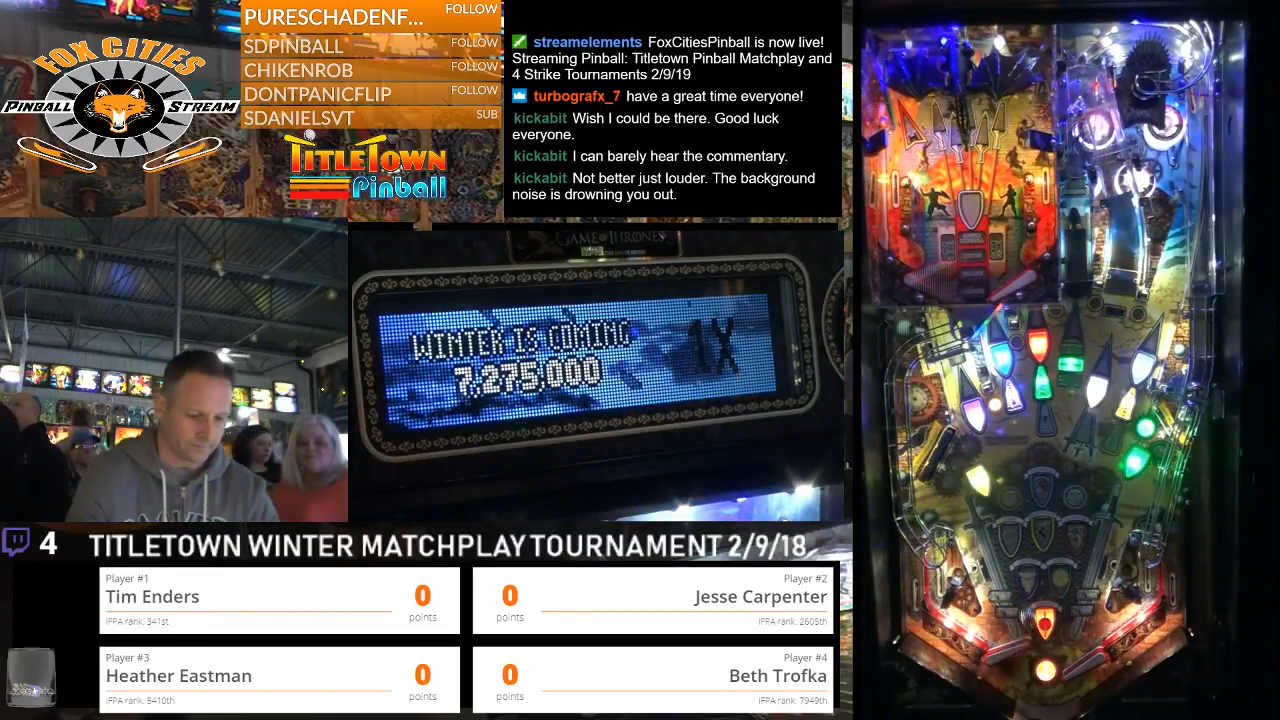 FOX CITIES
PINBALL STREAM
PURESCHADENF... FOLLOW
SDPINBALL FOLLOW
CHIKENROB FOLLOW
DONTPANICFLIP FOLLOW
SDANIELSVT SUB
TITLETOWN
Pinball
streamelements FoxCitiesPinball is now live!
Streaming Pinball: Titletown Pinball Matchplay and
4 Strike Tournaments 2/9/19
turbografx_7 have a great time everyone!
kickabit Wish I could be there. Good luck
everyone.
kickabit I can barely hear the commentary.
kickabit Not better just louder. The background
noise is drowning you out.
GAME OF THRONES
WINTER IS COMING 1X
7,275,000
4 TITLETOWN WINTER MATCHPLAY TOURNAMENT 2/9/18
Player #1
Tim Enders
IFPA rank: 341st
0
points
0
points
Player #2
Jesse Carpenter
IFPA rank: 2605th
Player #3
Heather Eastman
IFPA rank: 5410th
0
points
0
points
Player #4
Beth Trofka
IFPA rank: 7949th